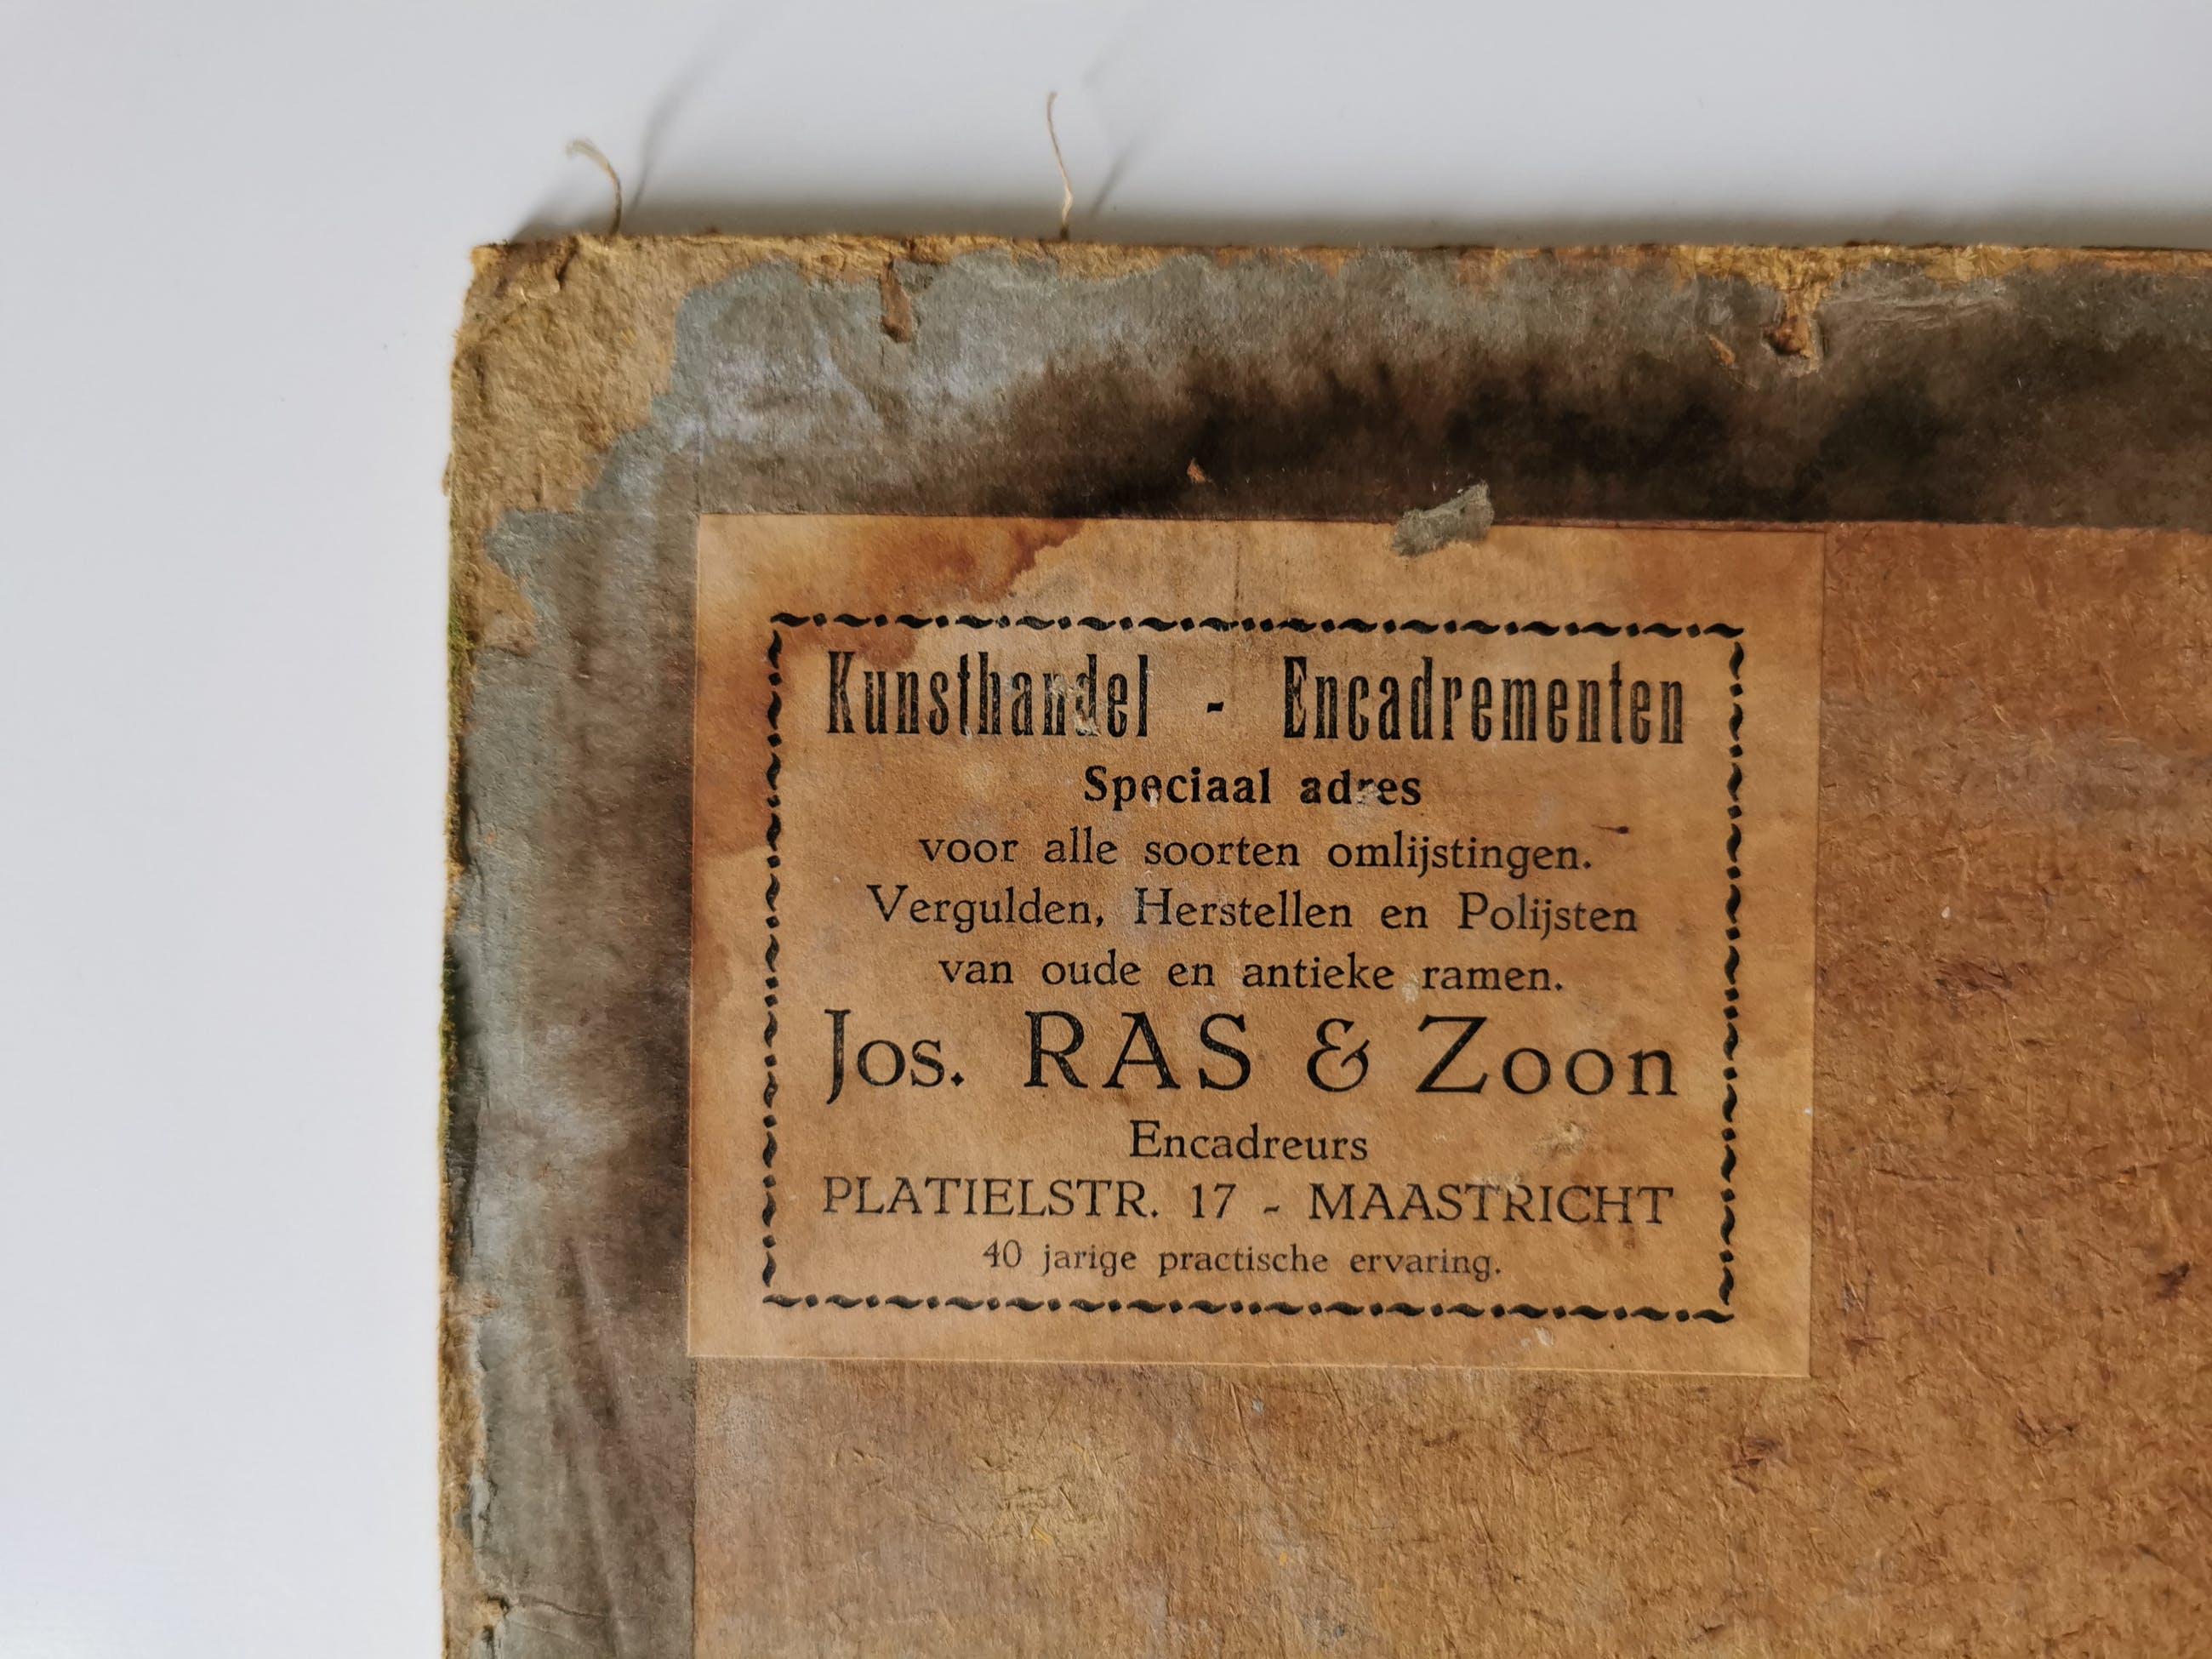 Kunsthandel - Encadrementen
Speciaal adres
voor alle soorten omlijstingen.
Vergulden, Herstellen en Polijsten
van oude en antieke ramen.
Jos. RAS & Zoon
Encadreurs
PLATIELSTR. 17 - MAASTRICHT
40 jarige practische ervaring.